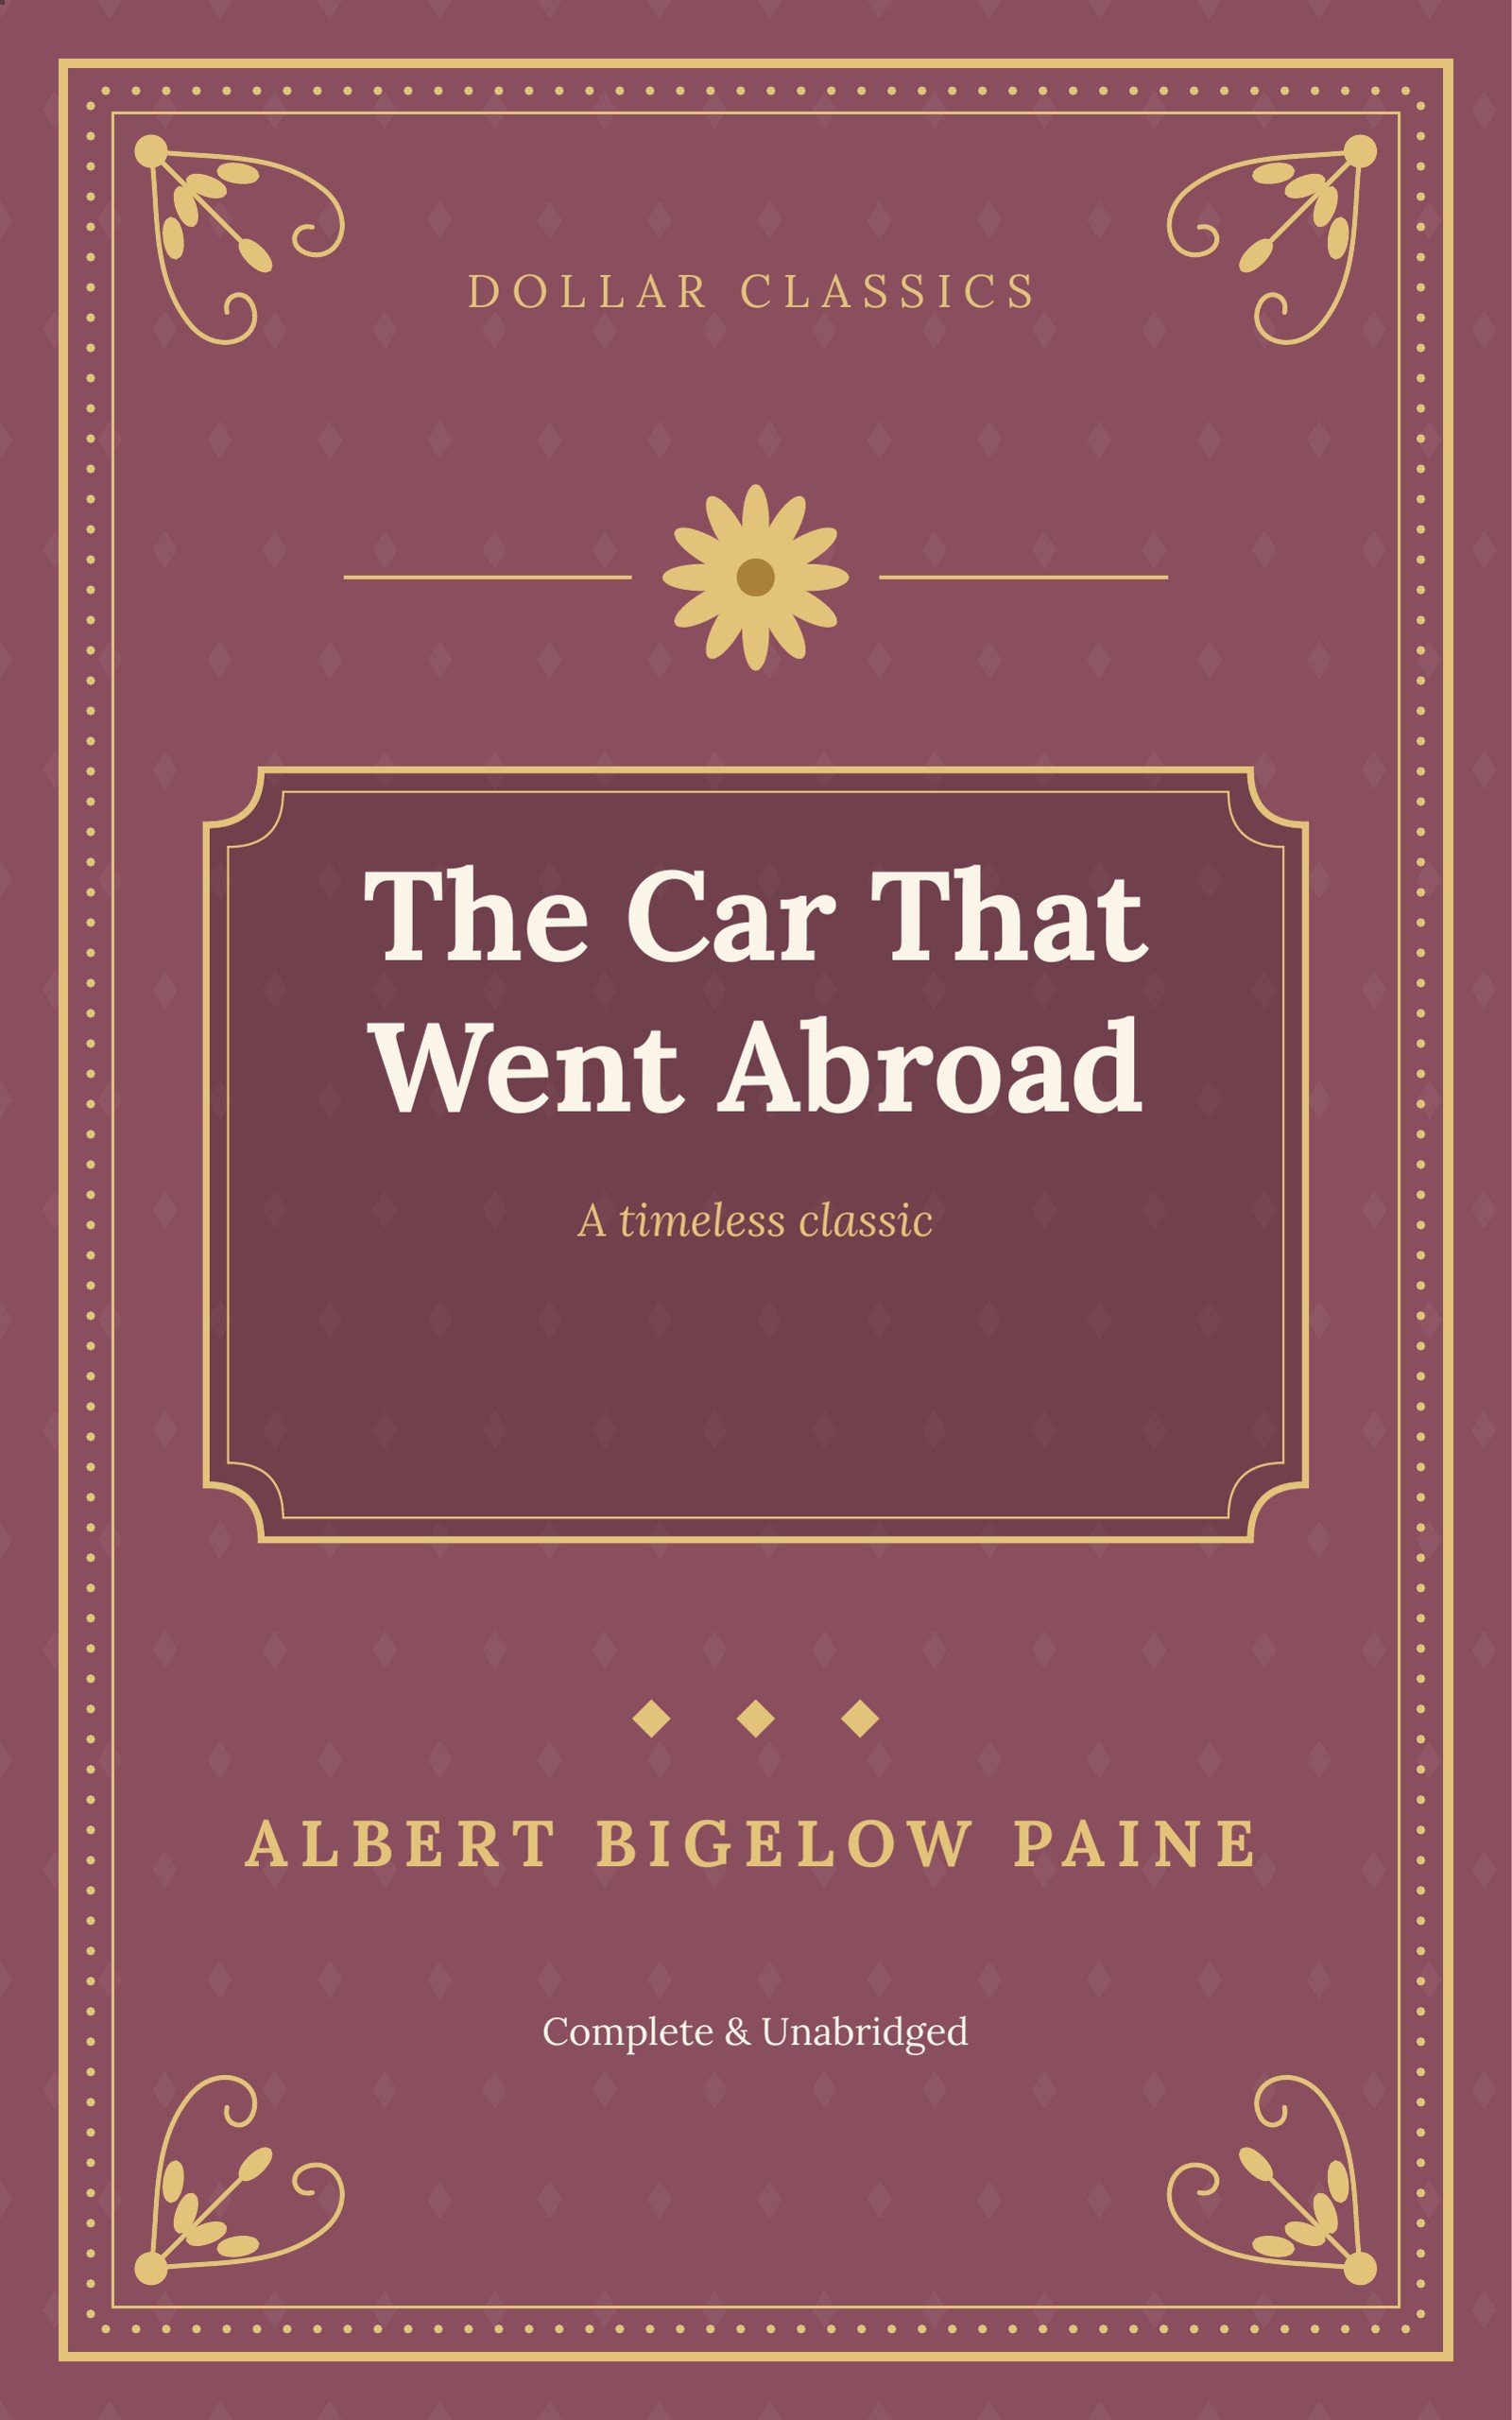 DOLLAR CLASSICS
The Car That
Went Abroad
A timeless classic
ALBERT BIGELOW PAINE
Complete & Unabridged